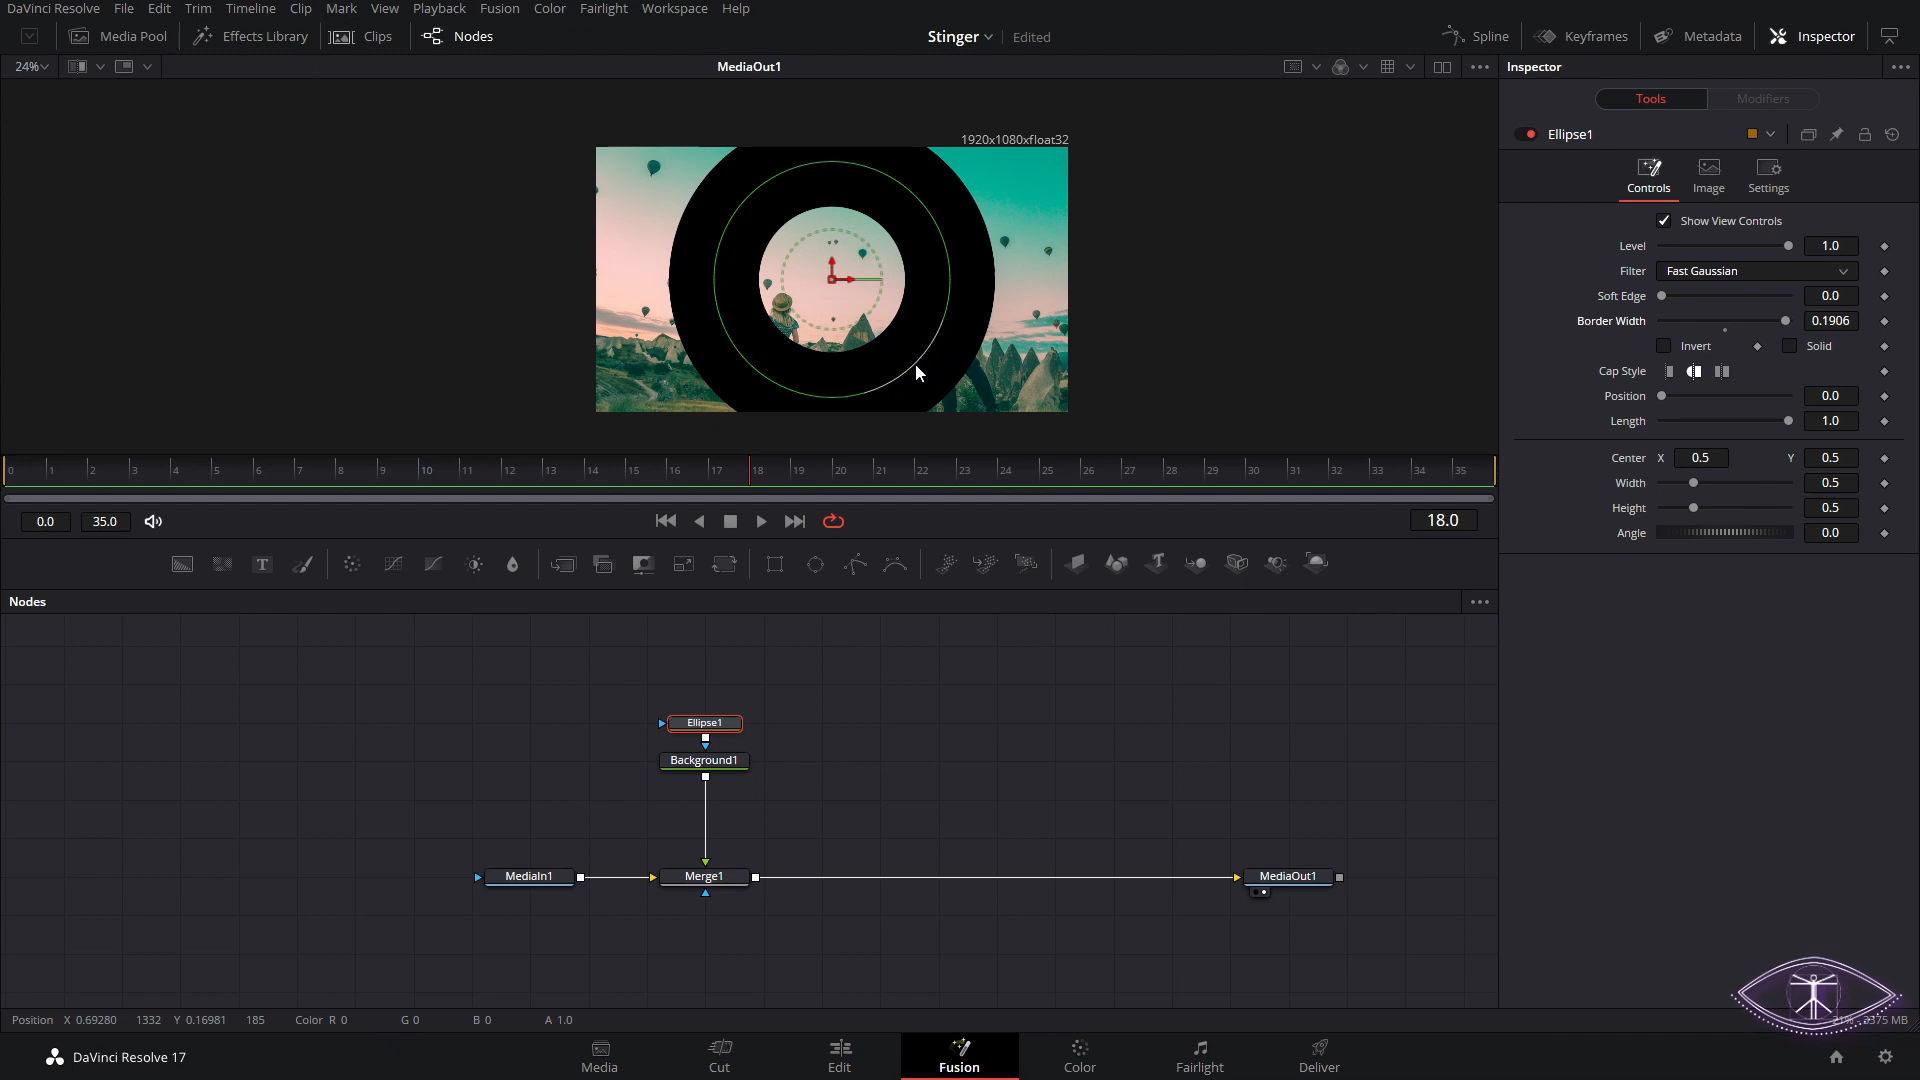 DaVinci Resolve File Edit Trim Timeline Clip Mark View Playback Fusion Color Fairlight Workspace Help
Media Pool Effects Library Clips Nodes Stinger Edited Spline Keyframes Metadata Inspector
24% MediaOut1 Inspector
Tools Modifiers
1920x1080xfloat32
Ellipse1
Controls Image Settings
Show View Controls
Level 1.0
Filter Fast Gaussian
Soft Edge 0.0
Border Width 0.1906
Invert Solid
Cap Style
Position 0.0
Length 1.0
Center X 0.5 Y 0.5
Width 0.5
Height 0.5
Angle 0.0
0 1 2 3 4 5 6 7 8 9 10 11 12 13 14 15 16 17 18 19 20 21 22 23 24 25 26 27 28 29 30 31 32 33 34 35
0.0 35.0 18.0
Nodes
Ellipse1
Background1
MediaIn1 Merge1 MediaOut1
Position X 0.69280 1332 Y 0.16981 185 Color R 0 G 0 B 0 A 1.0
DaVinci Resolve 17 Media Cut Edit Fusion Color Fairlight Deliver